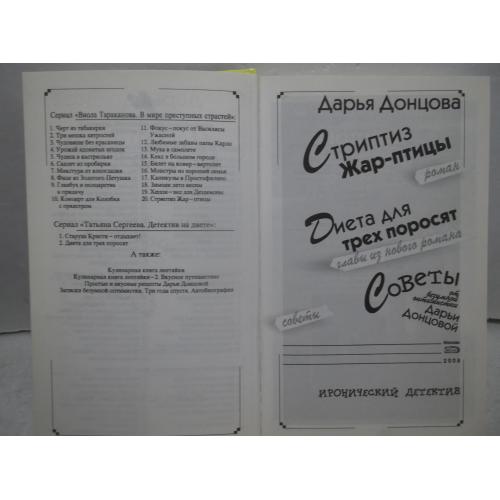 Сериал «Виола Тараканова. В мире преступных страстей»:
1. Черт из табакерки
2. Три мешка хитростей
3. Чудовище без красавицы
4. Урожай ядовитых ягодок
5. Чудеса в кастрюльке
6. Скелет из пробирки
7. Микстура от косоглазия
8. Филе из Золотого Петушка
9. Главбух и полцарства
в придачу
10. Концерт для Колобка
с оркестром
11. Фокус-покус от Василисы
Ужасной
12. Любимые забавы папы Карло
13. Муха в самолете
14. Кекс в большом городе
15. Билет на ковер-вертолет
16. Монстры из хорошей семьи
17. Каникулы в Простофилино
18. Зимнее лето весны
19. Хеппи-энд для Дездемоны
20. Стриптиз Жар-птицы
Сериал «Татьяна Сергеева. Детектив на диете»:
1. Старуха Кристи – отдыхает!
2. Диета для трех поросят
А также:
Кулинарная книга лентяйки
Кулинарная книга лентяйки – 2. Вкусное путешествие
Простые и вкусные рецепты Дарьи Донцовой
Записки безумной оптимистки. Три года спустя. Автобиография
Дарья Донцова
Стриптиз
Жар-птицы
роман
Диета для
трех поросят
главы из нового романа
Советы
от
безумной
оптимистки
Дарьи
Донцовой
советы
Москва
ЭКСМО
2008
ИРОНИЧЕСКИЙ ДЕТЕКТИВ